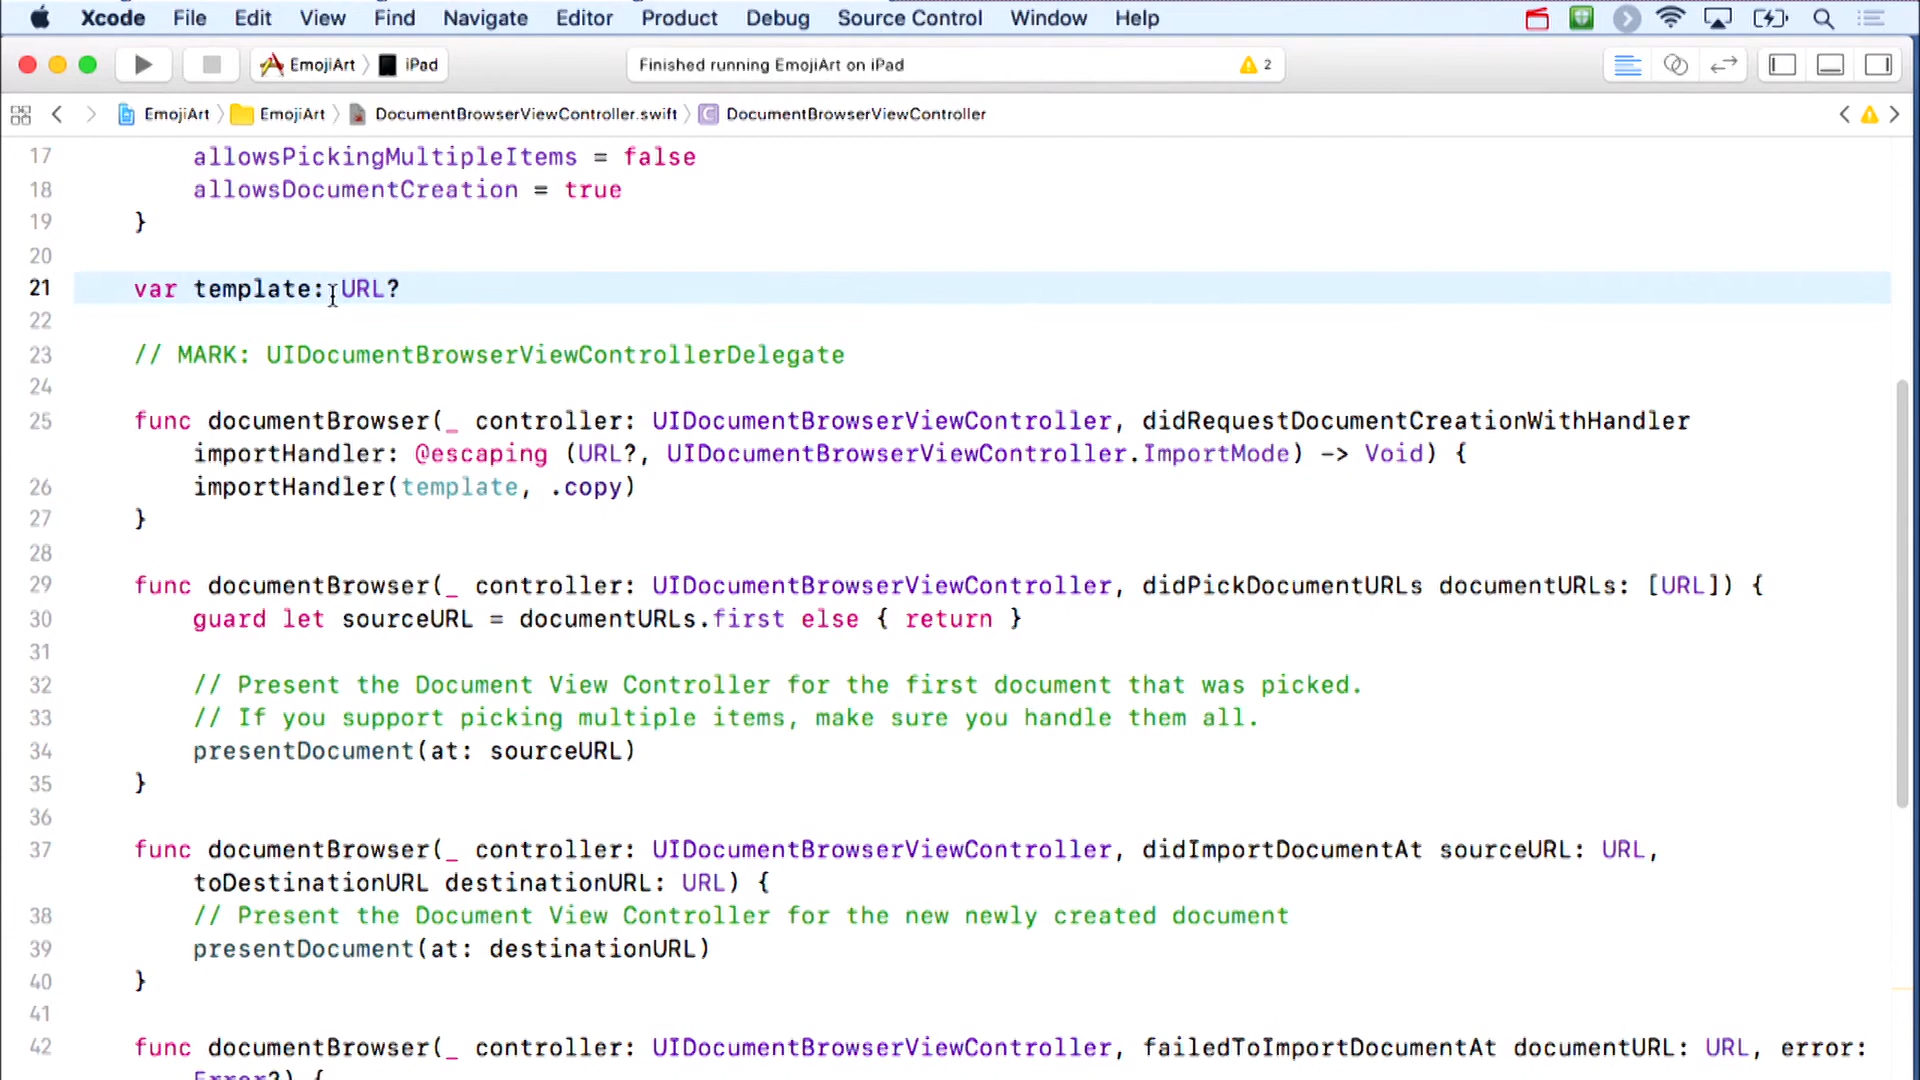 Xcode File Edit View Find Navigate Editor Product Debug Source Control Window Help
EmojiArt iPad Finished running EmojiArt on iPad 2
EmojiArt EmojiArt DocumentBrowserViewController.swift C DocumentBrowserViewController
17 allowsPickingMultipleItems = false
18 allowsDocumentCreation = true
19 }
20
21 var template: URL?
22
23 // MARK: UIDocumentBrowserViewControllerDelegate
24
25 func documentBrowser(_ controller: UIDocumentBrowserViewController, didRequestDocumentCreationWithHandler
importHandler: @escaping (URL?, UIDocumentBrowserViewController.ImportMode) -> Void) {
26 importHandler(template, .copy)
27 }
28
29 func documentBrowser(_ controller: UIDocumentBrowserViewController, didPickDocumentURLs documentURLs: [URL]) {
30 guard let sourceURL = documentURLs.first else { return }
31
32 // Present the Document View Controller for the first document that was picked.
33 // If you support picking multiple items, make sure you handle them all.
34 presentDocument(at: sourceURL)
35 }
36
37 func documentBrowser(_ controller: UIDocumentBrowserViewController, didImportDocumentAt sourceURL: URL,
toDestinationURL destinationURL: URL) {
38 // Present the Document View Controller for the new newly created document
39 presentDocument(at: destinationURL)
40 }
41
42 func documentBrowser(_ controller: UIDocumentBrowserViewController, failedToImportDocumentAt documentURL: URL, error:
Error?) {